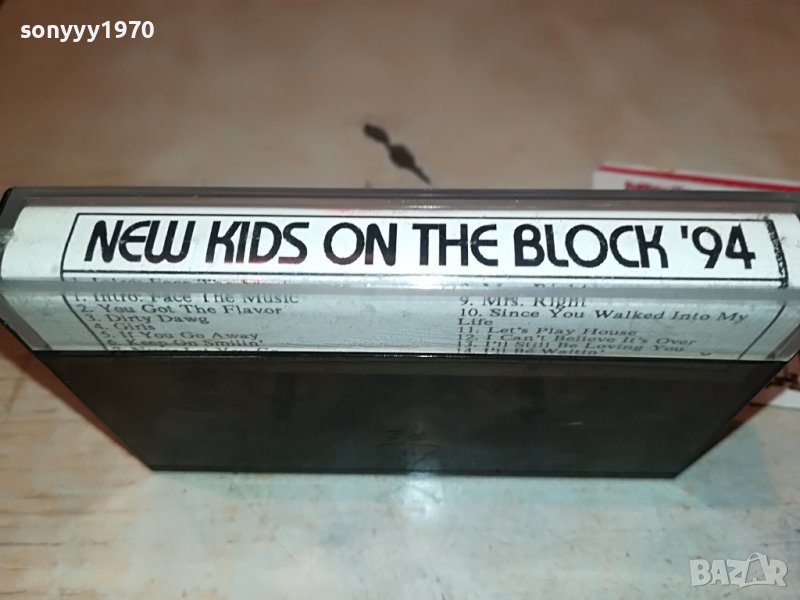 sonyyy1970
NEW KIDS ON THE BLOCK '94
1. Intro: Face The Music
2. You Got The Flavor
3. Dirty Dawg
4. Girls
5. If You Go Away
6. Keep On Smilin'
9. Mrs. Right
10. Since You Walked Into My
Life
11. Let's Play House
12. I Can't Believe It's Over
13. I'll Still Be Loving You
14. I'll Be Waitin'
BAZAR